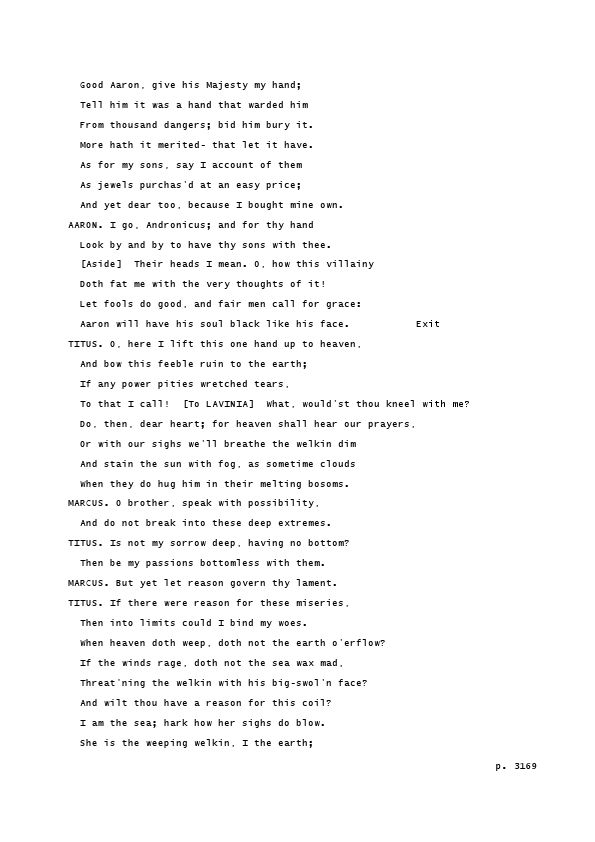 Good Aaron, give his Majesty my hand;
Tell him it was a hand that warded him
From thousand dangers; bid him bury it.
More hath it merited- that let it have.
As for my sons, say I account of them
As jewels purchas'd at an easy price;
And yet dear too, because I bought mine own.
AARON. I go, Andronicus; and for thy hand
Look by and by to have thy sons with thee.
[Aside]  Their heads I mean. O, how this villainy
Doth fat me with the very thoughts of it!
Let fools do good, and fair men call for grace:
Aaron will have his soul black like his face.           Exit
TITUS. O, here I lift this one hand up to heaven,
And bow this feeble ruin to the earth;
If any power pities wretched tears,
To that I call!  [To LAVINIA]  What, would'st thou kneel with me?
Do, then, dear heart; for heaven shall hear our prayers,
Or with our sighs we'll breathe the welkin dim
And stain the sun with fog, as sometime clouds
When they do hug him in their melting bosoms.
MARCUS. O brother, speak with possibility,
And do not break into these deep extremes.
TITUS. Is not my sorrow deep, having no bottom?
Then be my passions bottomless with them.
MARCUS. But yet let reason govern thy lament.
TITUS. If there were reason for these miseries,
Then into limits could I bind my woes.
When heaven doth weep, doth not the earth o'erflow?
If the winds rage, doth not the sea wax mad,
Threat'ning the welkin with his big-swol'n face?
And wilt thou have a reason for this coil?
I am the sea; hark how her sighs do blow.
She is the weeping welkin, I the earth;
p. 3169